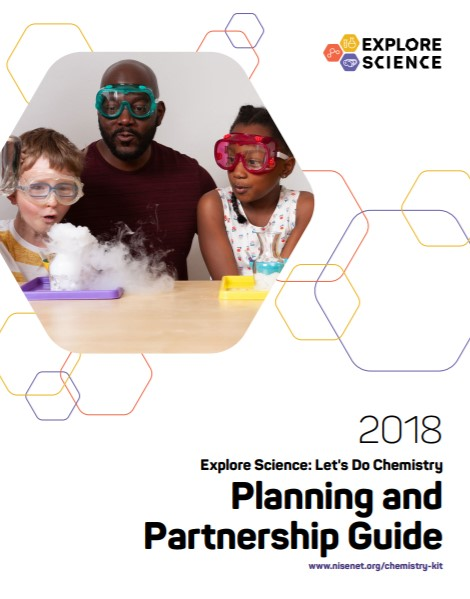 EXPLORE
SCIENCE
2018
Explore Science: Let's Do Chemistry
Planning and
Partnership Guide
www.nisenet.org/chemistry-kit